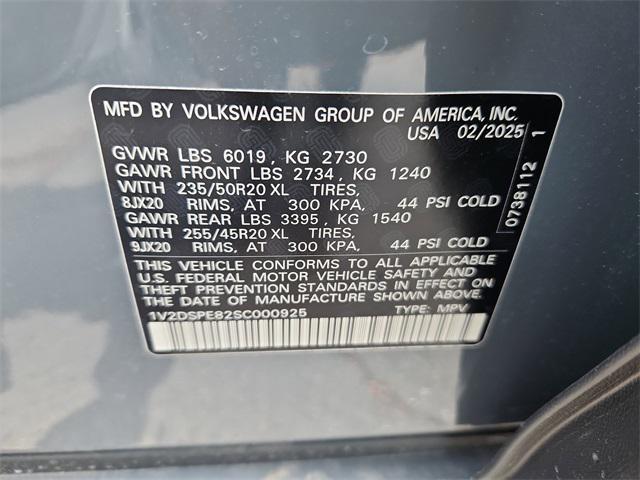 MFD BY VOLKSWAGEN GROUP OF AMERICA, INC.
USA 02/2025
GVWR LBS 6019, KG 2730
GAWR FRONT LBS 2734, KG 1240
WITH 235/50R20 XL TIRES,
8JX20 RIMS, AT 300 KPA, 44 PSI COLD
GAWR REAR LBS 3395, KG 1540
WITH 255/45R20 XL TIRES,
9JX20 RIMS, AT 300 KPA, 44 PSI COLD
THIS VEHICLE CONFORMS TO ALL APPLICABLE
U.S. FEDERAL MOTOR VEHICLE SAFETY AND
THEFT PREVENTION STANDARDS IN EFFECT ON
THE DATE OF MANUFACTURE SHOWN ABOVE.
1V2DSPE82SC000925 TYPE: MPV
0738112 1